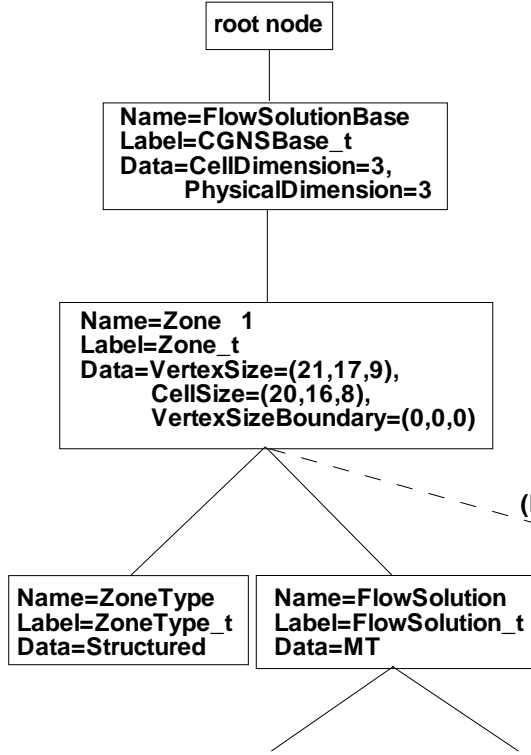 root node
Name=FlowSolutionBase
Label=CGNSBase_t
Data=CellDimension=3,
PhysicalDimension=3
Name=Zone 1
Label=Zone_t
Data=VertexSize=(21,17,9),
CellSize=(20,16,8),
VertexSizeBoundary=(0,0,0)
Name=ZoneType
Label=ZoneType_t
Data=Structured
Name=FlowSolution
Label=FlowSolution_t
Data=MT